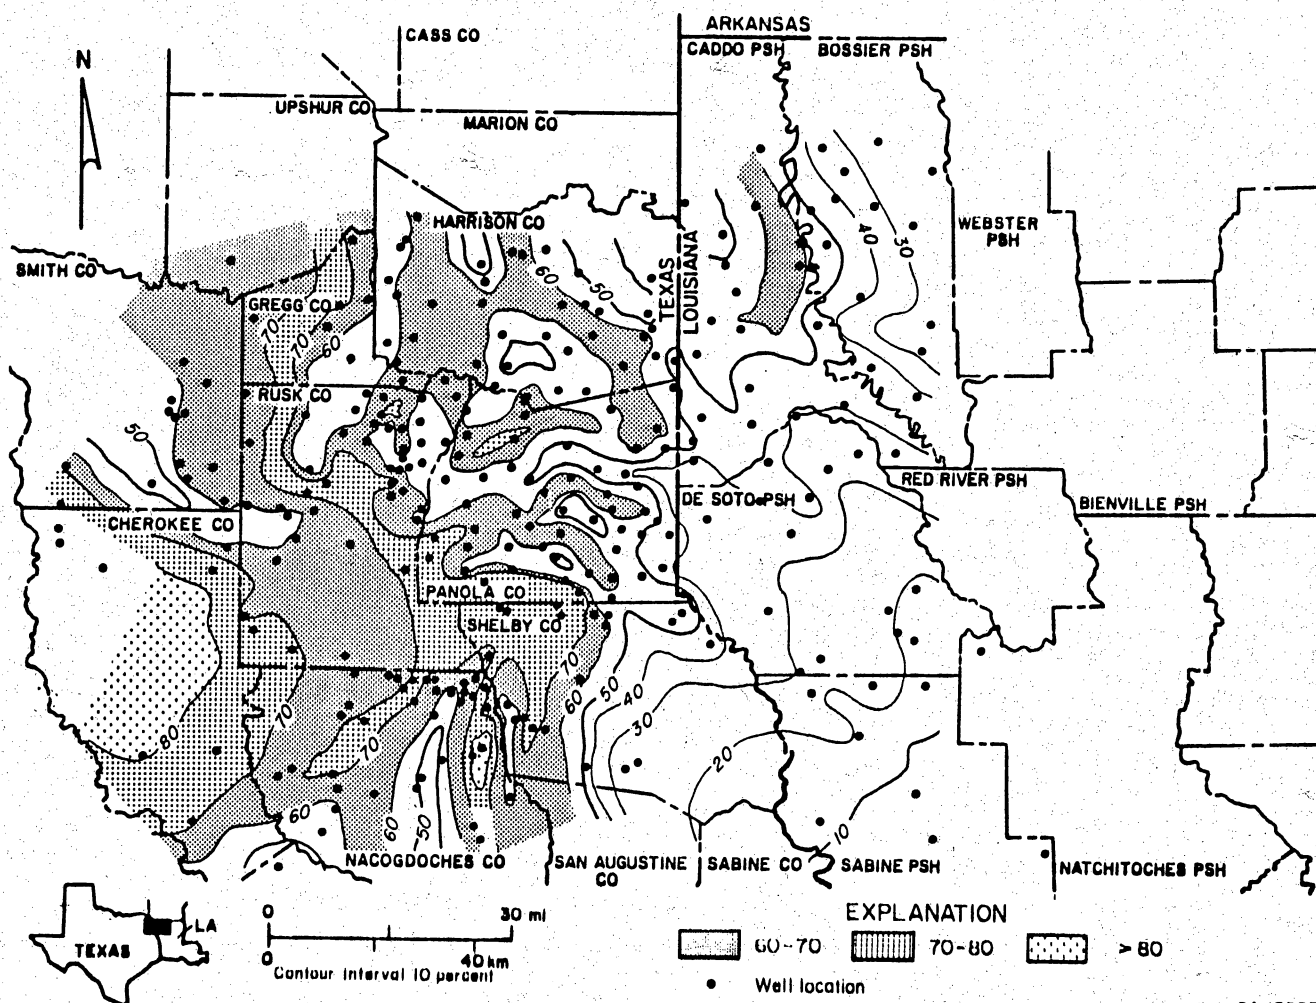 ARKANSAS
CASS CO
CADDO PSH
BOSSIER PSH
N
UPSHUR CO
MARION CO
HARRISON CO
WEBSTER
PSH
SMITH CO
GREGG CO
TEXAS
LOUISIANA
40
30
60
50
70
70
60
RUSK CO
50
DE SOTO PSH
RED RIVER PSH
BIENVILLE PSH
CHEROKEE CO
PANOLA CO
SHELBY CO
70
60
50
40
30
20
10
80
70
70
60
60
50
NACOGDOCHES CO
SAN AUGUSTINE
CO
SABINE CO
SABINE PSH
NATCHITOCHES PSH
TEXAS
LA
0
30 mi
0
40 km
Contour Interval 10 percent
EXPLANATION
60-70
70-80
> 80
Well location